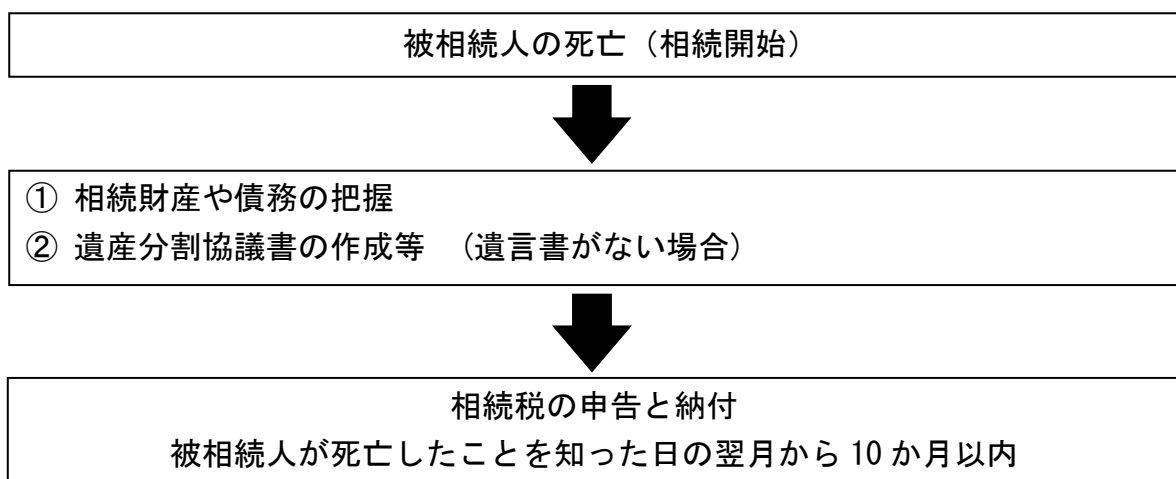 被相続人の死亡（相続開始）
① 相続財産や債務の把握
② 遺産分割協議書の作成等　（遺言書がない場合）
相続税の申告と納付
被相続人が死亡したことを知った日の翌月から 10 か月以内